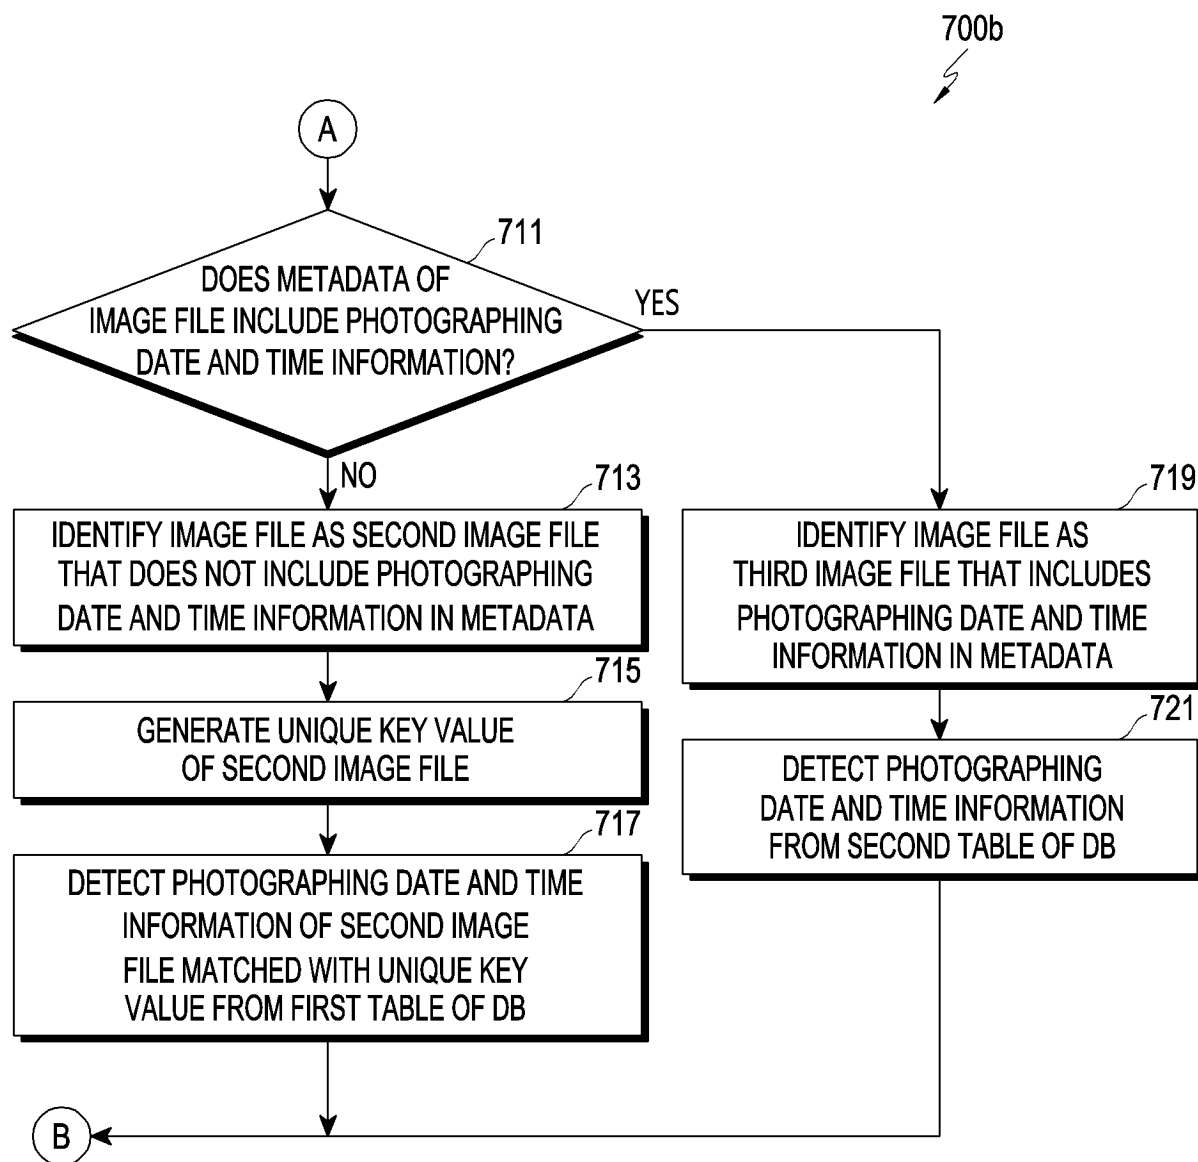 700b
A
711
DOES METADATA OF
IMAGE FILE INCLUDE PHOTOGRAPHING
DATE AND TIME INFORMATION?
YES
NO
713
IDENTIFY IMAGE FILE AS SECOND IMAGE FILE
THAT DOES NOT INCLUDE PHOTOGRAPHING
DATE AND TIME INFORMATION IN METADATA
715
GENERATE UNIQUE KEY VALUE
OF SECOND IMAGE FILE
717
DETECT PHOTOGRAPHING DATE AND TIME
INFORMATION OF SECOND IMAGE
FILE MATCHED WITH UNIQUE KEY
VALUE FROM FIRST TABLE OF DB
719
IDENTIFY IMAGE FILE AS
THIRD IMAGE FILE THAT INCLUDES
PHOTOGRAPHING DATE AND TIME
INFORMATION IN METADATA
721
DETECT PHOTOGRAPHING
DATE AND TIME INFORMATION
FROM SECOND TABLE OF DB
B